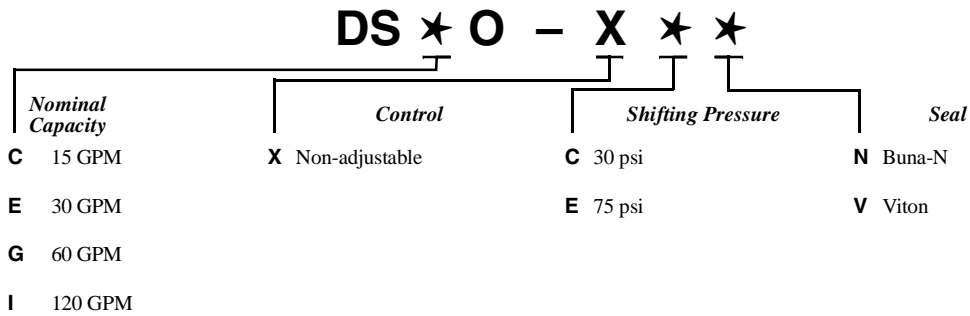 DS ✶ O – X ✶ ✶
Nominal Capacity
Control
Shifting Pressure
Seal
C 15 GPM
X Non-adjustable
C 30 psi
N Buna-N
E 30 GPM
E 75 psi
V Viton
G 60 GPM
I 120 GPM